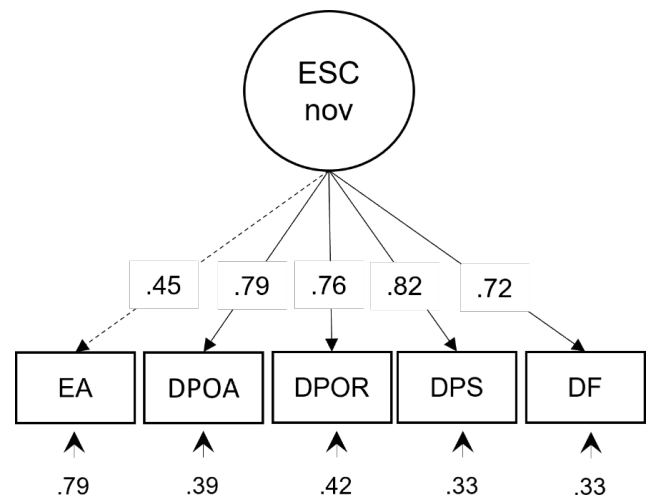 ESC
nov
.45 .79 .76 .82 .72
EA DPOA DPOR DPS DF
.79 .39 .42 .33 .33